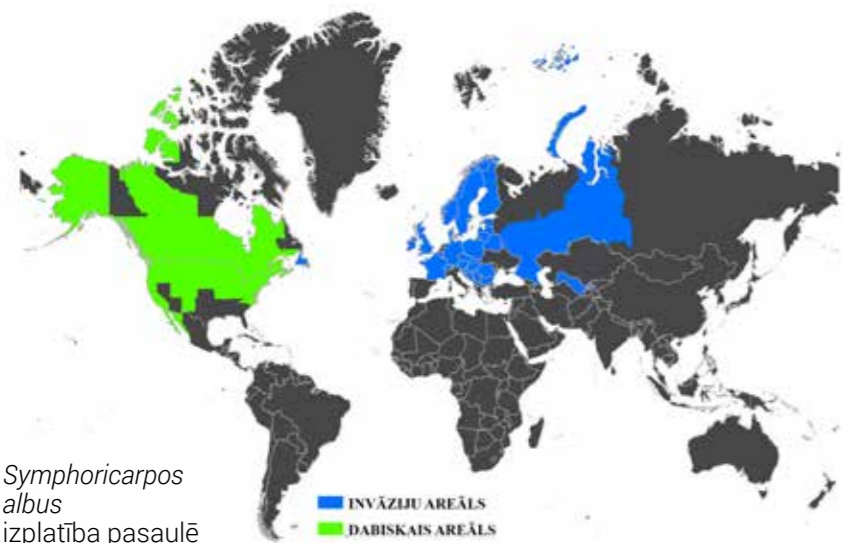 Symphoricarpos
albus
izplatība pasaulē
INVĀZIJU AREĀLS
DABISKAIS AREĀLS